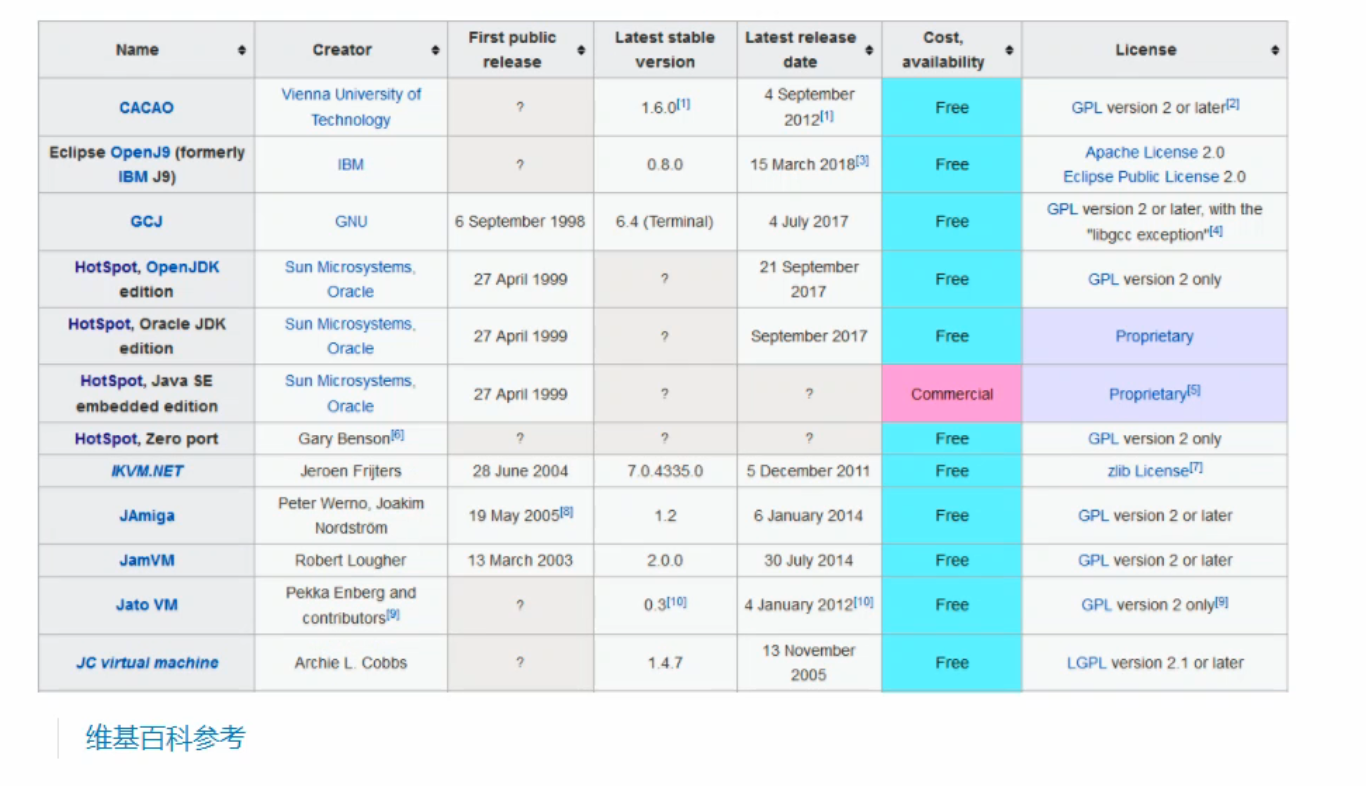 Name Creator First public release Latest stable version Latest release date Cost, availability License
CACAO Vienna University of Technology ? 1.6.0[1] 4 September 2012[1] Free GPL version 2 or later[2]
Eclipse OpenJ9 (formerly IBM J9) IBM ? 0.8.0 15 March 2018[3] Free Apache License 2.0 Eclipse Public License 2.0
GCJ GNU 6 September 1998 6.4 (Terminal) 4 July 2017 Free GPL version 2 or later, with the "libgcc exception"[4]
HotSpot, OpenJDK edition Sun Microsystems, Oracle 27 April 1999 ? 21 September 2017 Free GPL version 2 only
HotSpot, Oracle JDK edition Sun Microsystems, Oracle 27 April 1999 ? September 2017 Free Proprietary
HotSpot, Java SE embedded edition Sun Microsystems, Oracle 27 April 1999 ? ? Commercial Proprietary[5]
HotSpot, Zero port Gary Benson[6] ? ? ? Free GPL version 2 only
IKVM.NET Jeroen Frijters 28 June 2004 7.0.4335.0 5 December 2011 Free zlib License[7]
JAmiga Peter Werno, Joakim Nordström 19 May 2005[8] 1.2 6 January 2014 Free GPL version 2 or later
JamVM Robert Lougher 13 March 2003 2.0.0 30 July 2014 Free GPL version 2 or later
Jato VM Pekka Enberg and contributors[9] ? 0.3[10] 4 January 2012[10] Free GPL version 2 only[9]
JC virtual machine Archie L. Cobbs ? 1.4.7 13 November 2005 Free LGPL version 2.1 or later
维基百科参考